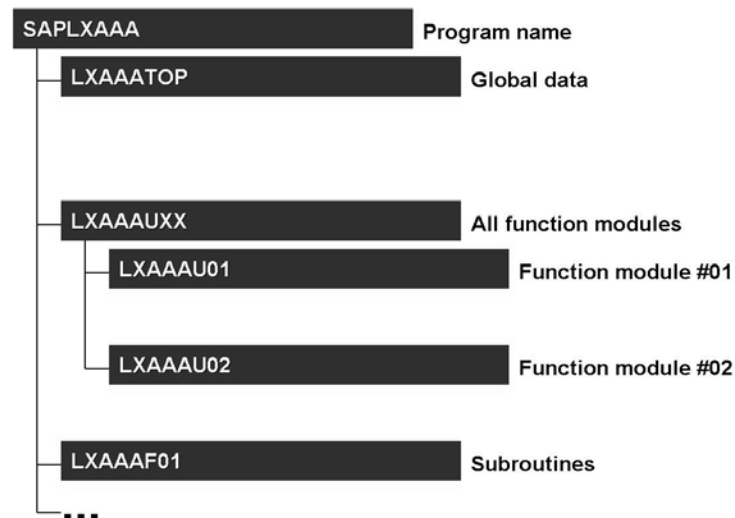 SAPLXAAA Program name
LXAAATOP Global data
LXAAAUXX All function modules
LXAAAU01 Function module #01
LXAAAU02 Function module #02
LXAAAF01 Subroutines
...